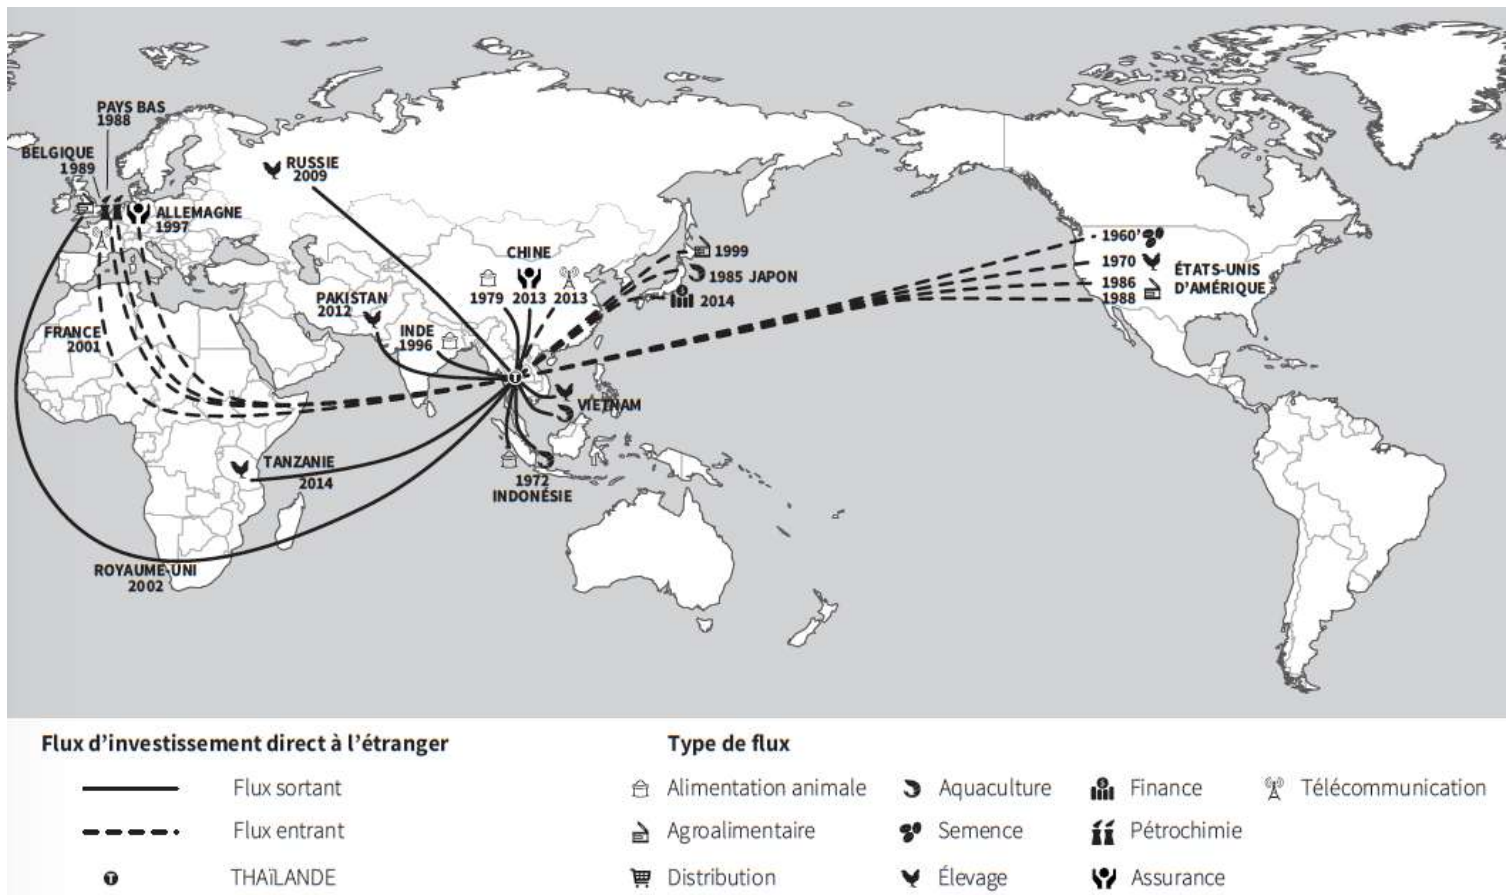 PAYS BAS
1988
BELGIQUE
1989
RUSSIE
2009
ALLEMAGNE
1997
CHINE
1979 2013 2013
1999
1985 JAPON
2014
1960'
1970
1986
1988
ÉTATS-UNIS
D'AMÉRIQUE
PAKISTAN
2012
INDE
1996
FRANCE
2001
T
VIETNAM
TANZANIE
2014
1972
INDONÉSIE
ROYAUME-UNI
2002
Flux d'investissement direct à l'étranger
Flux sortant
Flux entrant
T THAÏLANDE
Type de flux
Alimentation animale Aquaculture $ Finance Télécommunication
Agroalimentaire Semence Pétrochimie
Distribution Élevage Assurance